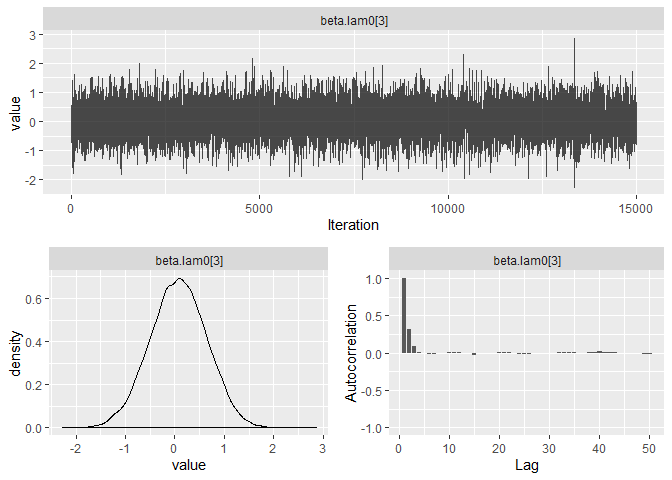 beta.lam0[3]
3
2
1
0
-1
-2
value
0 5000 10000 15000
Iteration
beta.lam0[3]
0.6
0.4
0.2
0.0
density
-2 -1 0 1 2 3
value
beta.lam0[3]
1.0
0.5
0.0
-0.5
-1.0
Autocorrelation
0 10 20 30 40 50
Lag